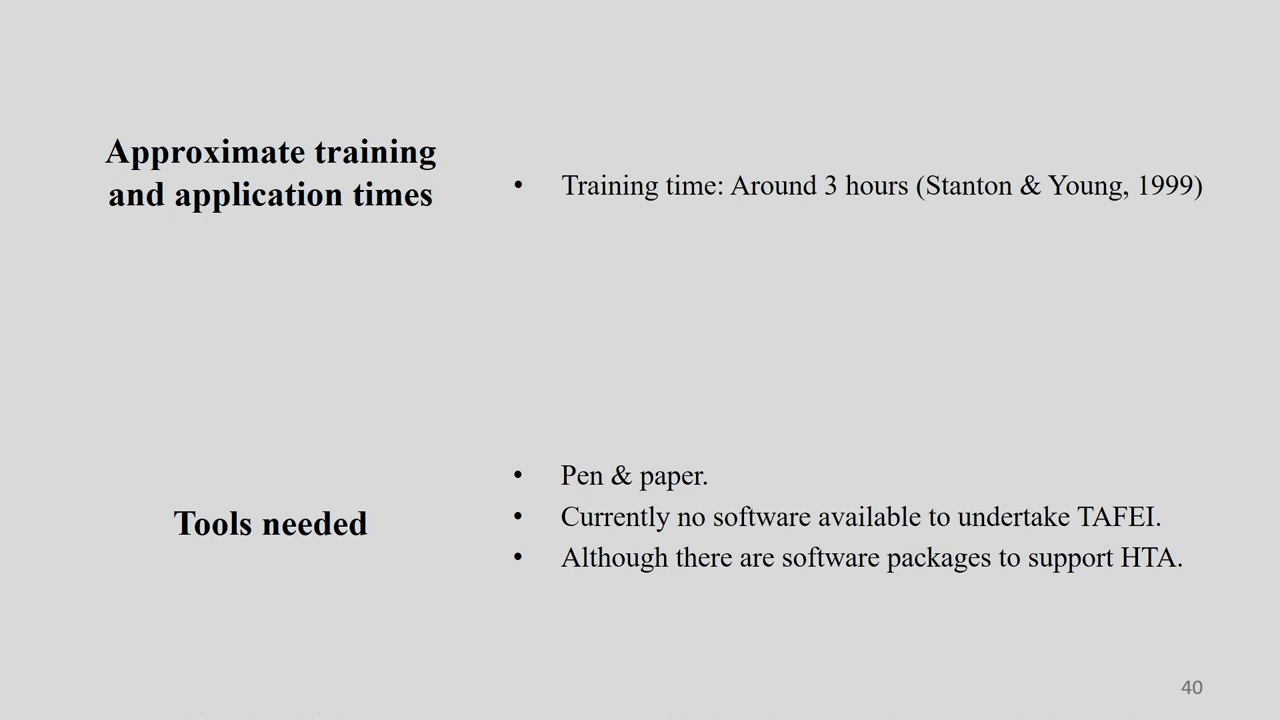 Approximate training
and application times
• Training time: Around 3 hours (Stanton & Young, 1999)
Tools needed
• Pen & paper.
• Currently no software available to undertake TAFEI.
• Although there are software packages to support HTA.
40